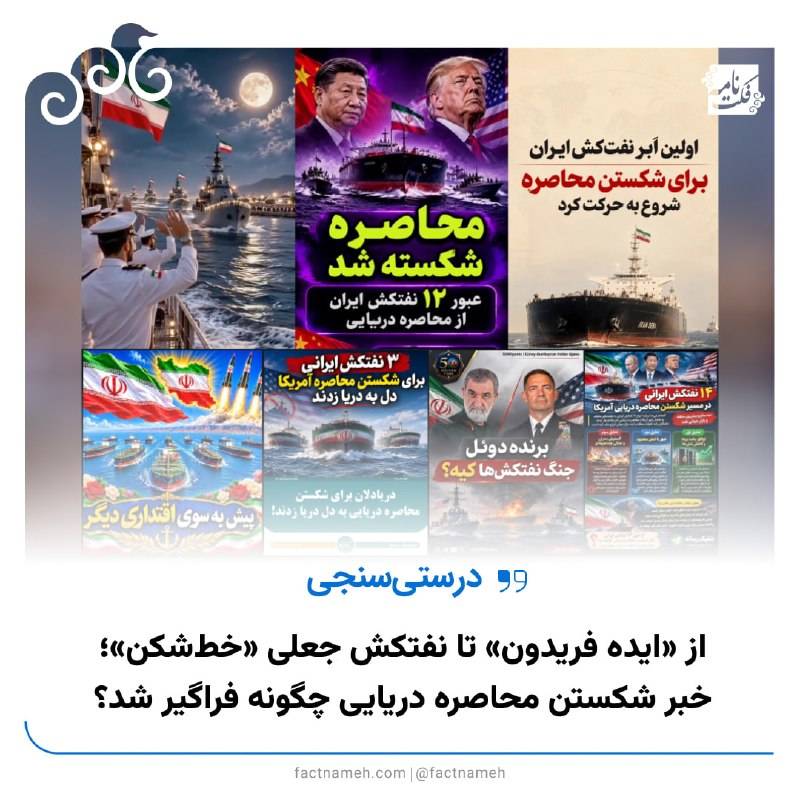 فکت نامه
اولین اَبر نفت‌کش ایران
برای شکستن محاصره
شروع به حرکت کرد
محاصره
شکسته شد
عبور ۱۲ نفتکش ایران
از محاصره دریایی
۱۴ نفتکش ایرانی
در مسیر شکستن محاصره دریایی آمریکا
برنده دوئل
جنگ نفتکش‌ها کیه؟
۳ نفتکش ایرانی
برای شکستن محاصره آمریکا
دل به دریا زدند
دریادلان برای شکستن
محاصره دریایی به دل دریا زدند!
پیش به سوی اقتداری دیگر
درستی‌سنجی
از «ایده فریدون» تا نفتکش جعلی «خط‌شکن»؛
خبر شکستن محاصره دریایی چگونه فراگیر شد؟
factnameh.com | @factnameh